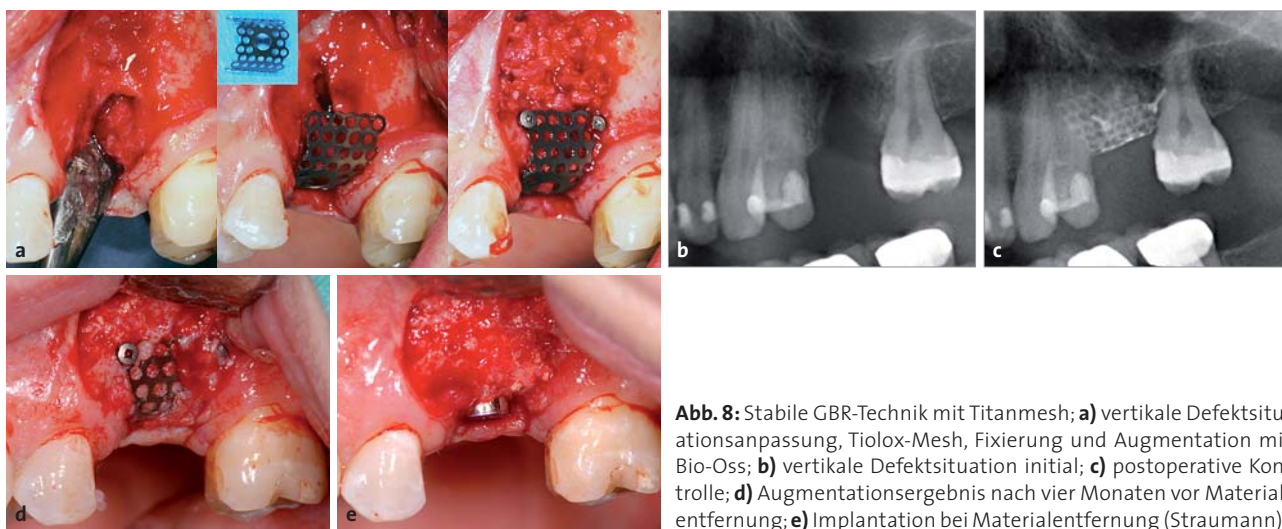 a
b
c
d
e
Abb. 8: Stabile GBR-Technik mit Titanmesh; a) vertikale Defektsitu
ationsanpassung, Tiolox-Mesh, Fixierung und Augmentation mi
Bio-Oss; b) vertikale Defektsituation initial; c) postoperative Kon
trolle; d) Augmentationsergebnis nach vier Monaten vor Material
entfernung; e) Implantation bei Materialentfernung (Straumann)